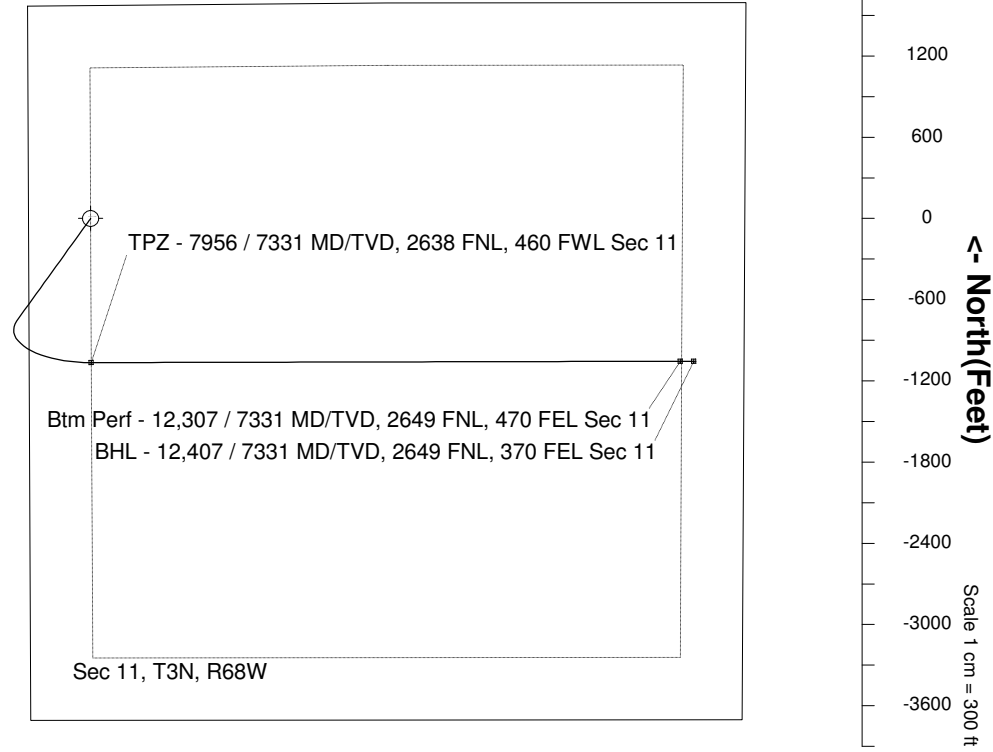 TPZ - 7956 / 7331 MD/TVD, 2638 FNL, 460 FWL Sec 11
Btm Perf - 12,307 / 7331 MD/TVD, 2649 FNL, 470 FEL Sec 11
BHL - 12,407 / 7331 MD/TVD, 2649 FNL, 370 FEL Sec 11
Sec 11, T3N, R68W
1200
600
0
-600
-1200
-1800
-2400
-3000
-3600
<- North(Feet)
Scale 1 cm = 300 ft